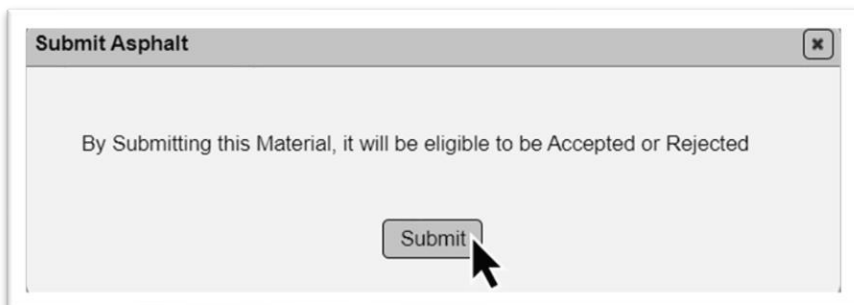 Submit Asphalt
By Submitting this Material, it will be eligible to be Accepted or Rejected
Submit